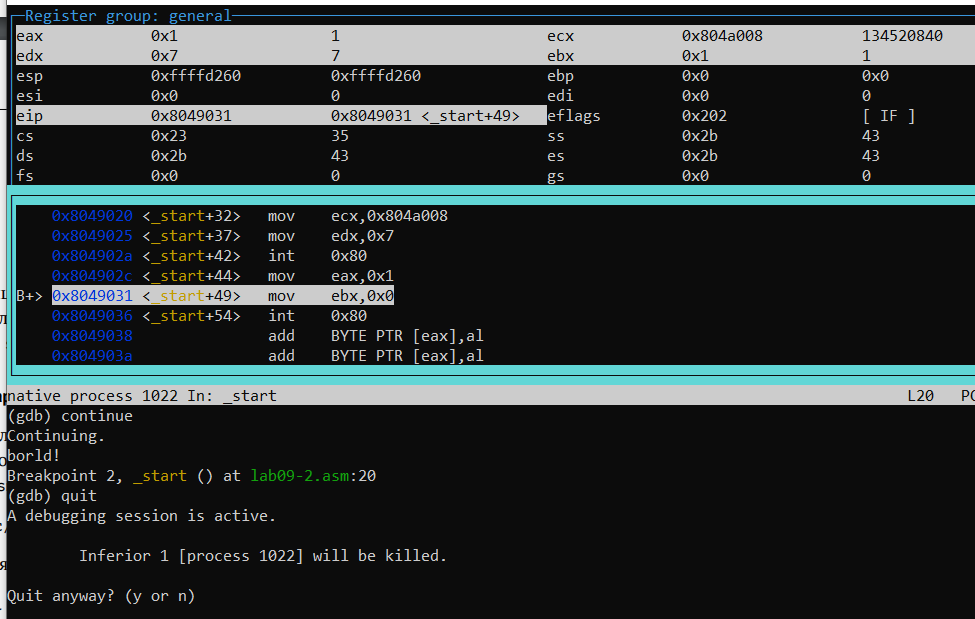 Register group: general
eax 0x1 1 ecx 0x804a008 134520840
edx 0x7 7 ebx 0x1 1
esp 0xffffd260 0xffffd260 ebp 0x0 0x0
esi 0x0 0 edi 0x0 0
eip 0x8049031 0x8049031 <_start+49> eflags 0x202 [ IF ]
cs 0x23 35 ss 0x2b 43
ds 0x2b 43 es 0x2b 43
fs 0x0 0 gs 0x0 0
0x8049020 <_start+32> mov ecx,0x804a008
0x8049025 <_start+37> mov edx,0x7
0x804902a <_start+42> int 0x80
0x804902c <_start+44> mov eax,0x1
B+> 0x8049031 <_start+49> mov ebx,0x0
0x8049036 <_start+54> int 0x80
0x8049038 add BYTE PTR [eax],al
0x804903a add BYTE PTR [eax],al
native process 1022 In: _start L20 PC
(gdb) continue
Continuing.
borld!
Breakpoint 2, _start () at lab09-2.asm:20
(gdb) quit
A debugging session is active.
Inferior 1 [process 1022] will be killed.
Quit anyway? (y or n)